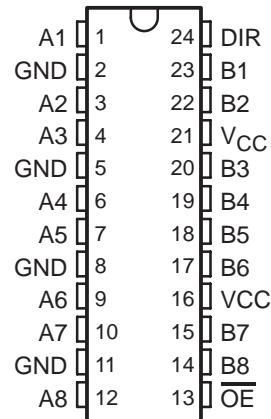 A1 1 24 DIR
GND 2 23 B1
A2 3 22 B2
A3 4 21 VCC
GND 5 20 B3
A4 6 19 B4
A5 7 18 B5
GND 8 17 B6
A6 9 16 VCC
A7 10 15 B7
GND 11 14 B8
A8 12 13 O̅E̅